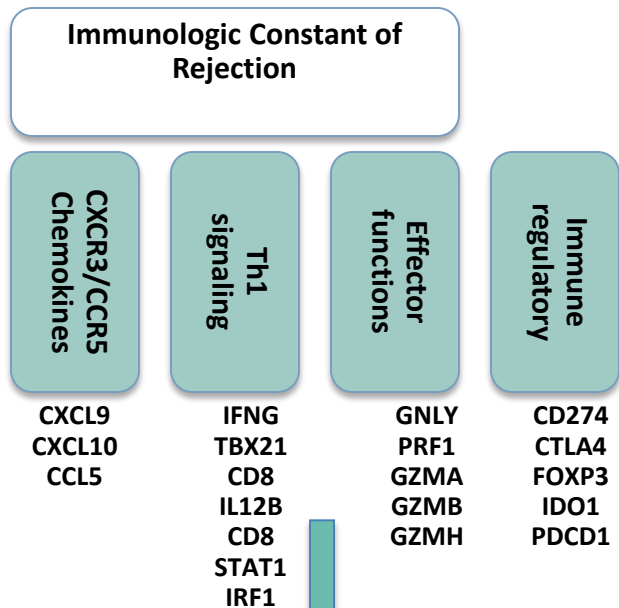 Immunologic Constant of
Rejection
CXCR3/CCR5
Chemokines
Th1
signaling
Effector
functions
Immune
regulatory
CXCL9
CXCL10
CCL5
IFNG
TBX21
CD8
IL12B
CD8
STAT1
IRF1
GNLY
PRF1
GZMA
GZMB
GZMH
CD274
CTLA4
FOXP3
IDO1
PDCD1